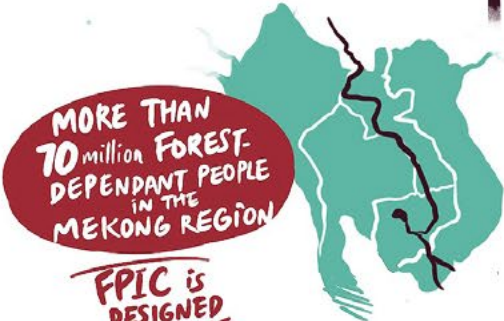 MORE THAN
70 million FOREST-
DEPENDANT PEOPLE
IN THE
MEKONG REGION
FPIC is
DESIGNED